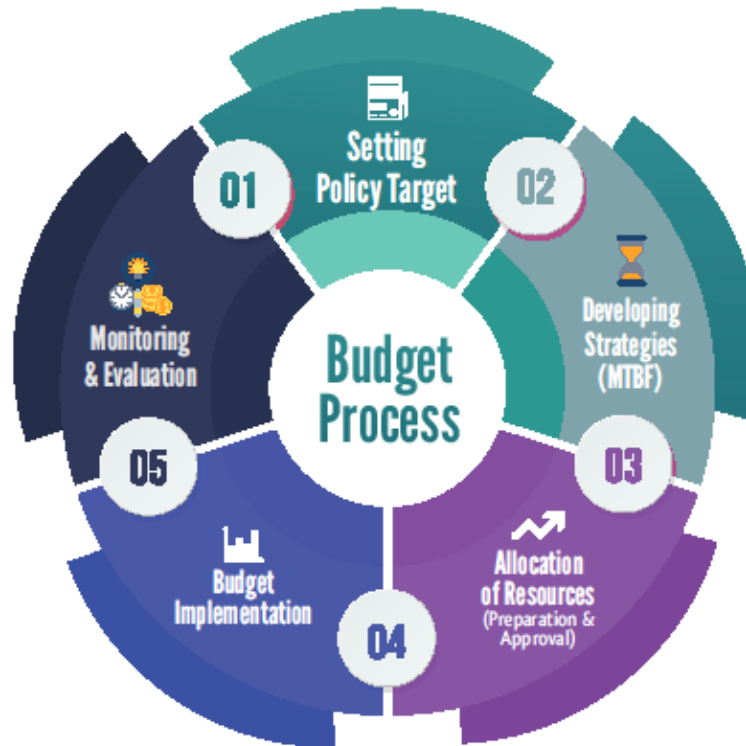 01
Setting
Policy Target
02
Developing
Strategies
(MTBF)
03
Allocation
of Resources
(Preparation &
Approval)
04
Budget
Implementation
05
Monitoring
& Evaluation
Budget
Process